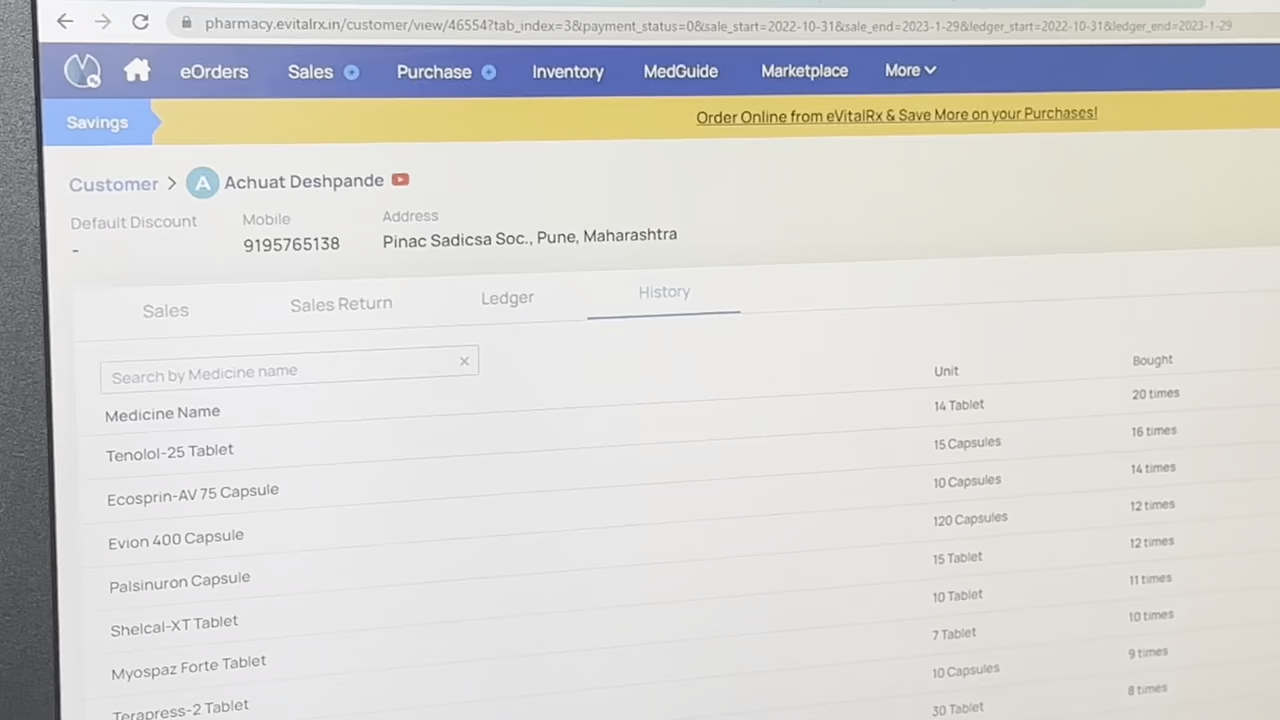 pharmacy.evitalrx.in/customer/view/46554?tab_index=3&payment_status=0&sale_start=2022-10-31&sale_end=2023-1-29&ledger_start=2022-10-31&ledger_end=2023-1-29
eOrders Sales Purchase Inventory MedGuide Marketplace More
Savings Order Online from eVitalRx & Save More on your Purchases!
Customer > A Achuat Deshpande
Default Discount Mobile Address
- 9195765138 Pinac Sadicsa Soc., Pune, Maharashtra
Sales Sales Return Ledger History
Search by Medicine name ×
Medicine Name Unit Bought
Tenolol-25 Tablet 14 Tablet 20 times
Ecosprin-AV 75 Capsule 15 Capsules 16 times
Evion 400 Capsule 10 Capsules 14 times
Palsinuron Capsule 120 Capsules 12 times
Shelcal-XT Tablet 15 Tablet 12 times
Myospaz Forte Tablet 10 Tablet 11 times
Terapress-2 Tablet 7 Tablet 10 times
10 Capsules 9 times
30 Tablet 8 times